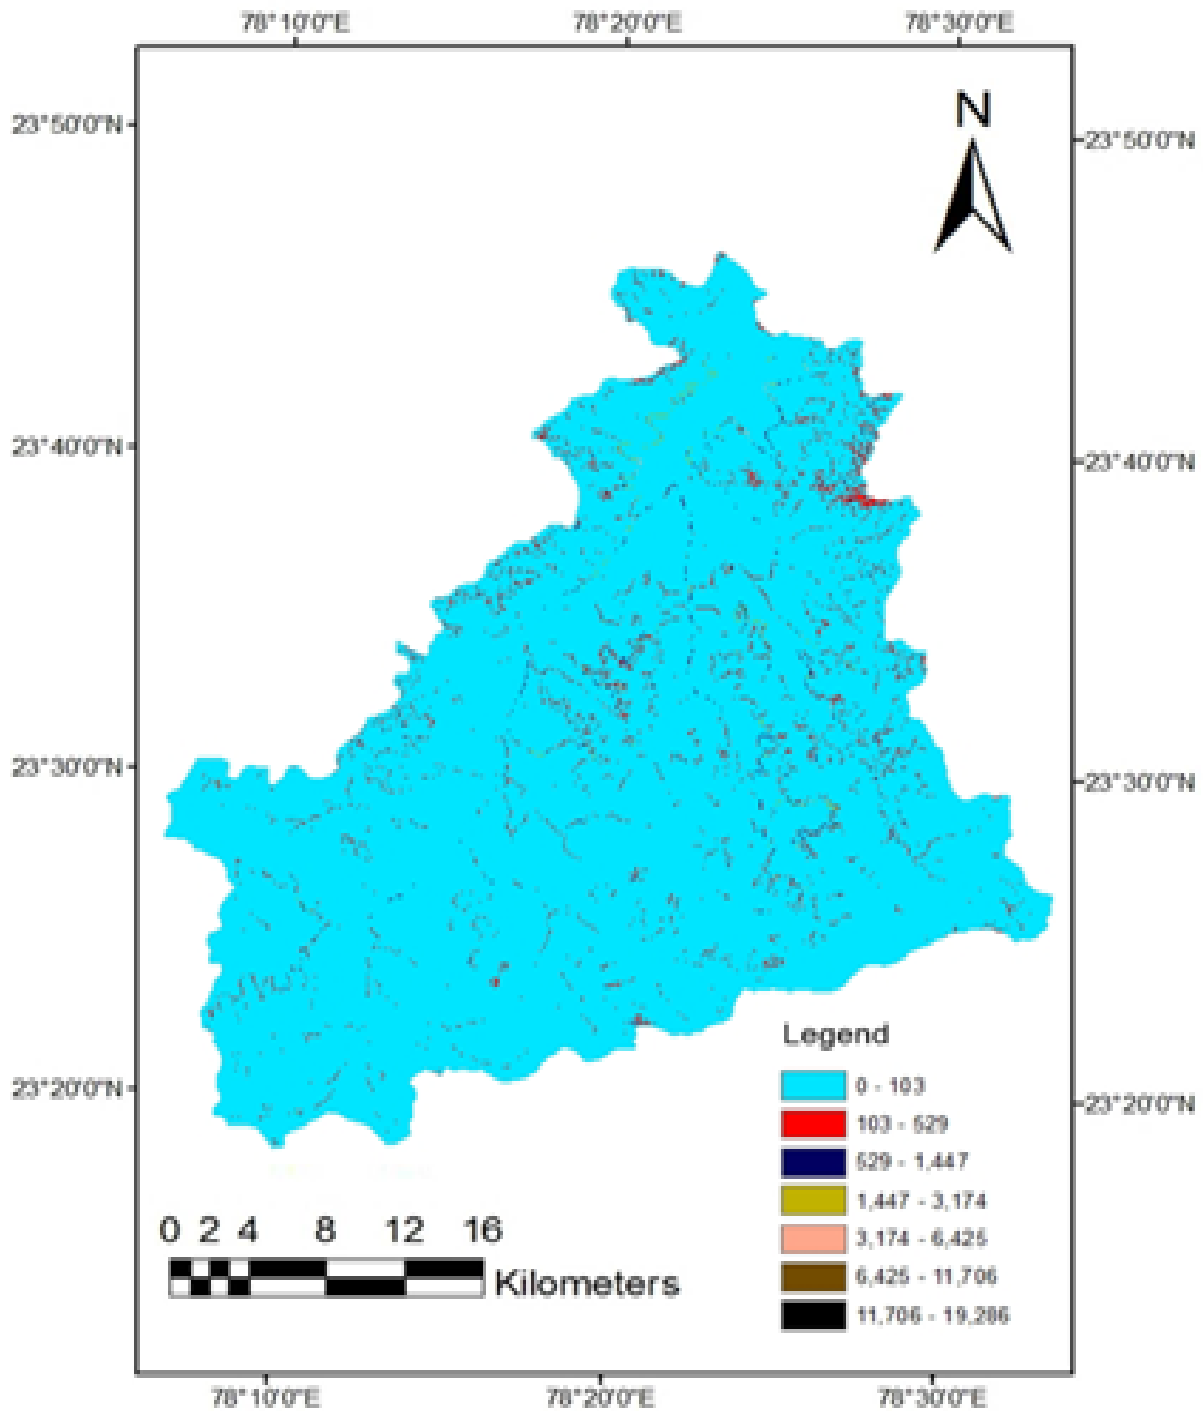 78°10'0"E 78°20'0"E 78°30'0"E
N
23°50'0"N 23°50'0"N
23°40'0"N 23°40'0"N
23°30'0"N 23°30'0"N
23°20'0"N 23°20'0"N
Legend
0 - 103
103 - 529
529 - 1,447
1,447 - 3,174
3,174 - 6,425
6,425 - 11,706
11,706 - 19,286
0 2 4 8 12 16
Kilometers
78°10'0"E 78°20'0"E 78°30'0"E